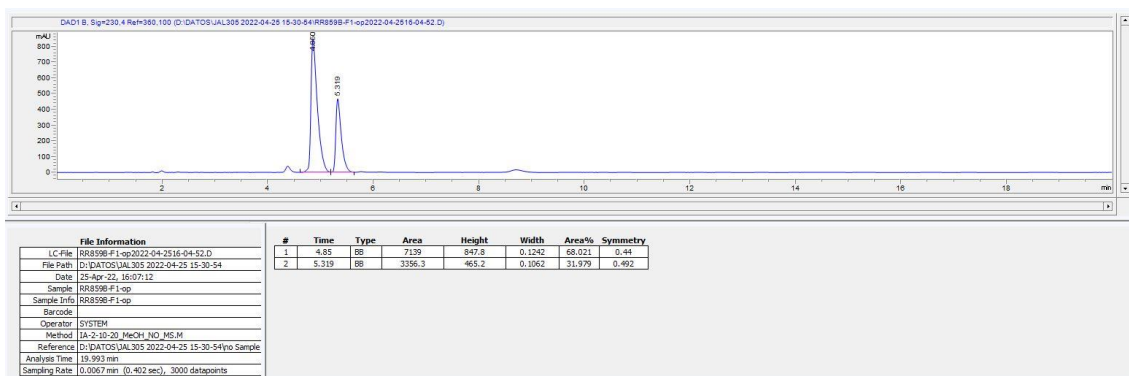 DAD1 B, Sig=230,4 Ref=360,100 (D:\DATOS\JAL305 2022-04-25 15-30-54\RR859B-F1-op2022-04-2516-04-52.D)
mAU
800
700
600
500
400
300
200
100
0
4.850
5.319
2 4 6 8 10 12 14 16 18 min
File Information
LC-File RR859B-F1-op2022-04-2516-04-52.D
File Path D:\DATOS\JAL305 2022-04-25 15-30-54
Date 25-Apr-22, 16:07:12
Sample RR859B-F1-op
Sample Info RR859B-F1-op
Barcode
Operator SYSTEM
Method IA-2-10-20_MeOH_NO_MS.M
Reference D:\DATOS\JAL305 2022-04-25 15-30-54\no Sample
Analysis Time 19.993 min
Sampling Rate 0.0067 min (0.402 sec), 3000 datapoints
# Time Type Area Height Width Area% Symmetry
1 4.85 BB 7139 847.8 0.1242 68.021 0.44
2 5.319 BB 3356.3 465.2 0.1062 31.979 0.492